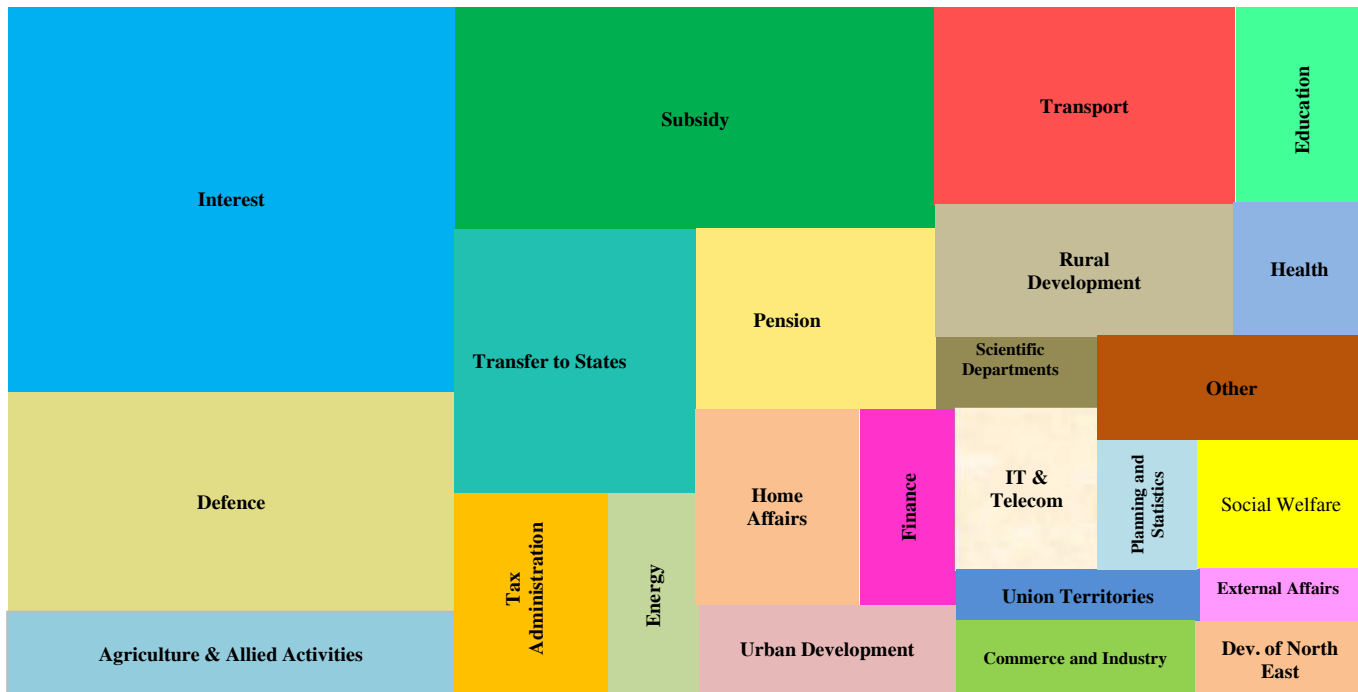 Interest
Defence
Agriculture & Allied Activities
Subsidy
Transfer to States
Pension
Tax
Administration
Energy
Home
Affairs
Finance
Urban Development
Transport
Education
Rural
Development
Health
Scientific
Departments
Other
IT &
Telecom
Planning and
Statistics
Social Welfare
Union Territories
External Affairs
Commerce and Industry
Dev. of North
East